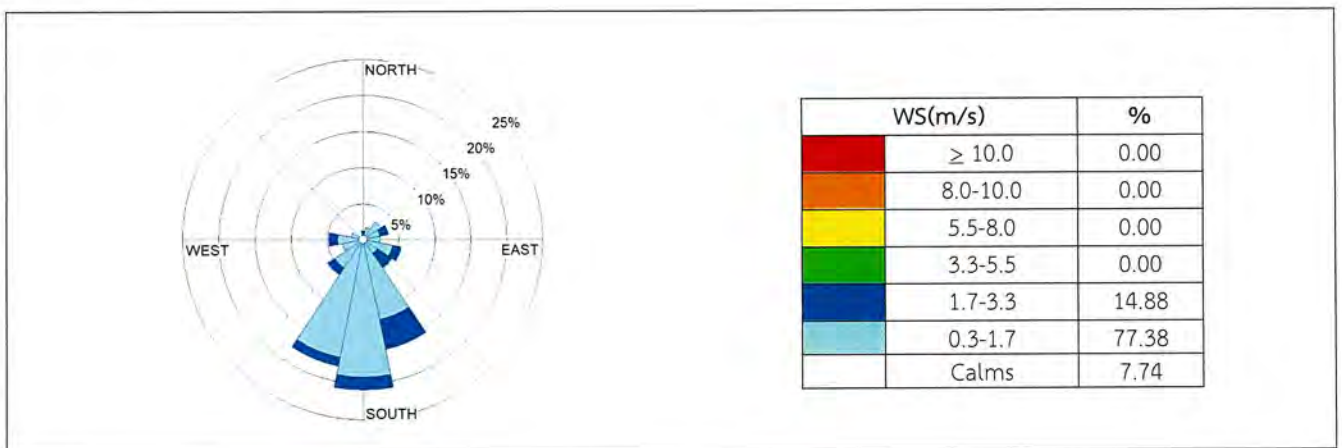 NORTH
25%
20%
15%
10%
5%
WEST
EAST
SOUTH
WS(m/s) %
≥ 10.0 0.00
8.0-10.0 0.00
5.5-8.0 0.00
3.3-5.5 0.00
1.7-3.3 14.88
0.3-1.7 77.38
Calms 7.74